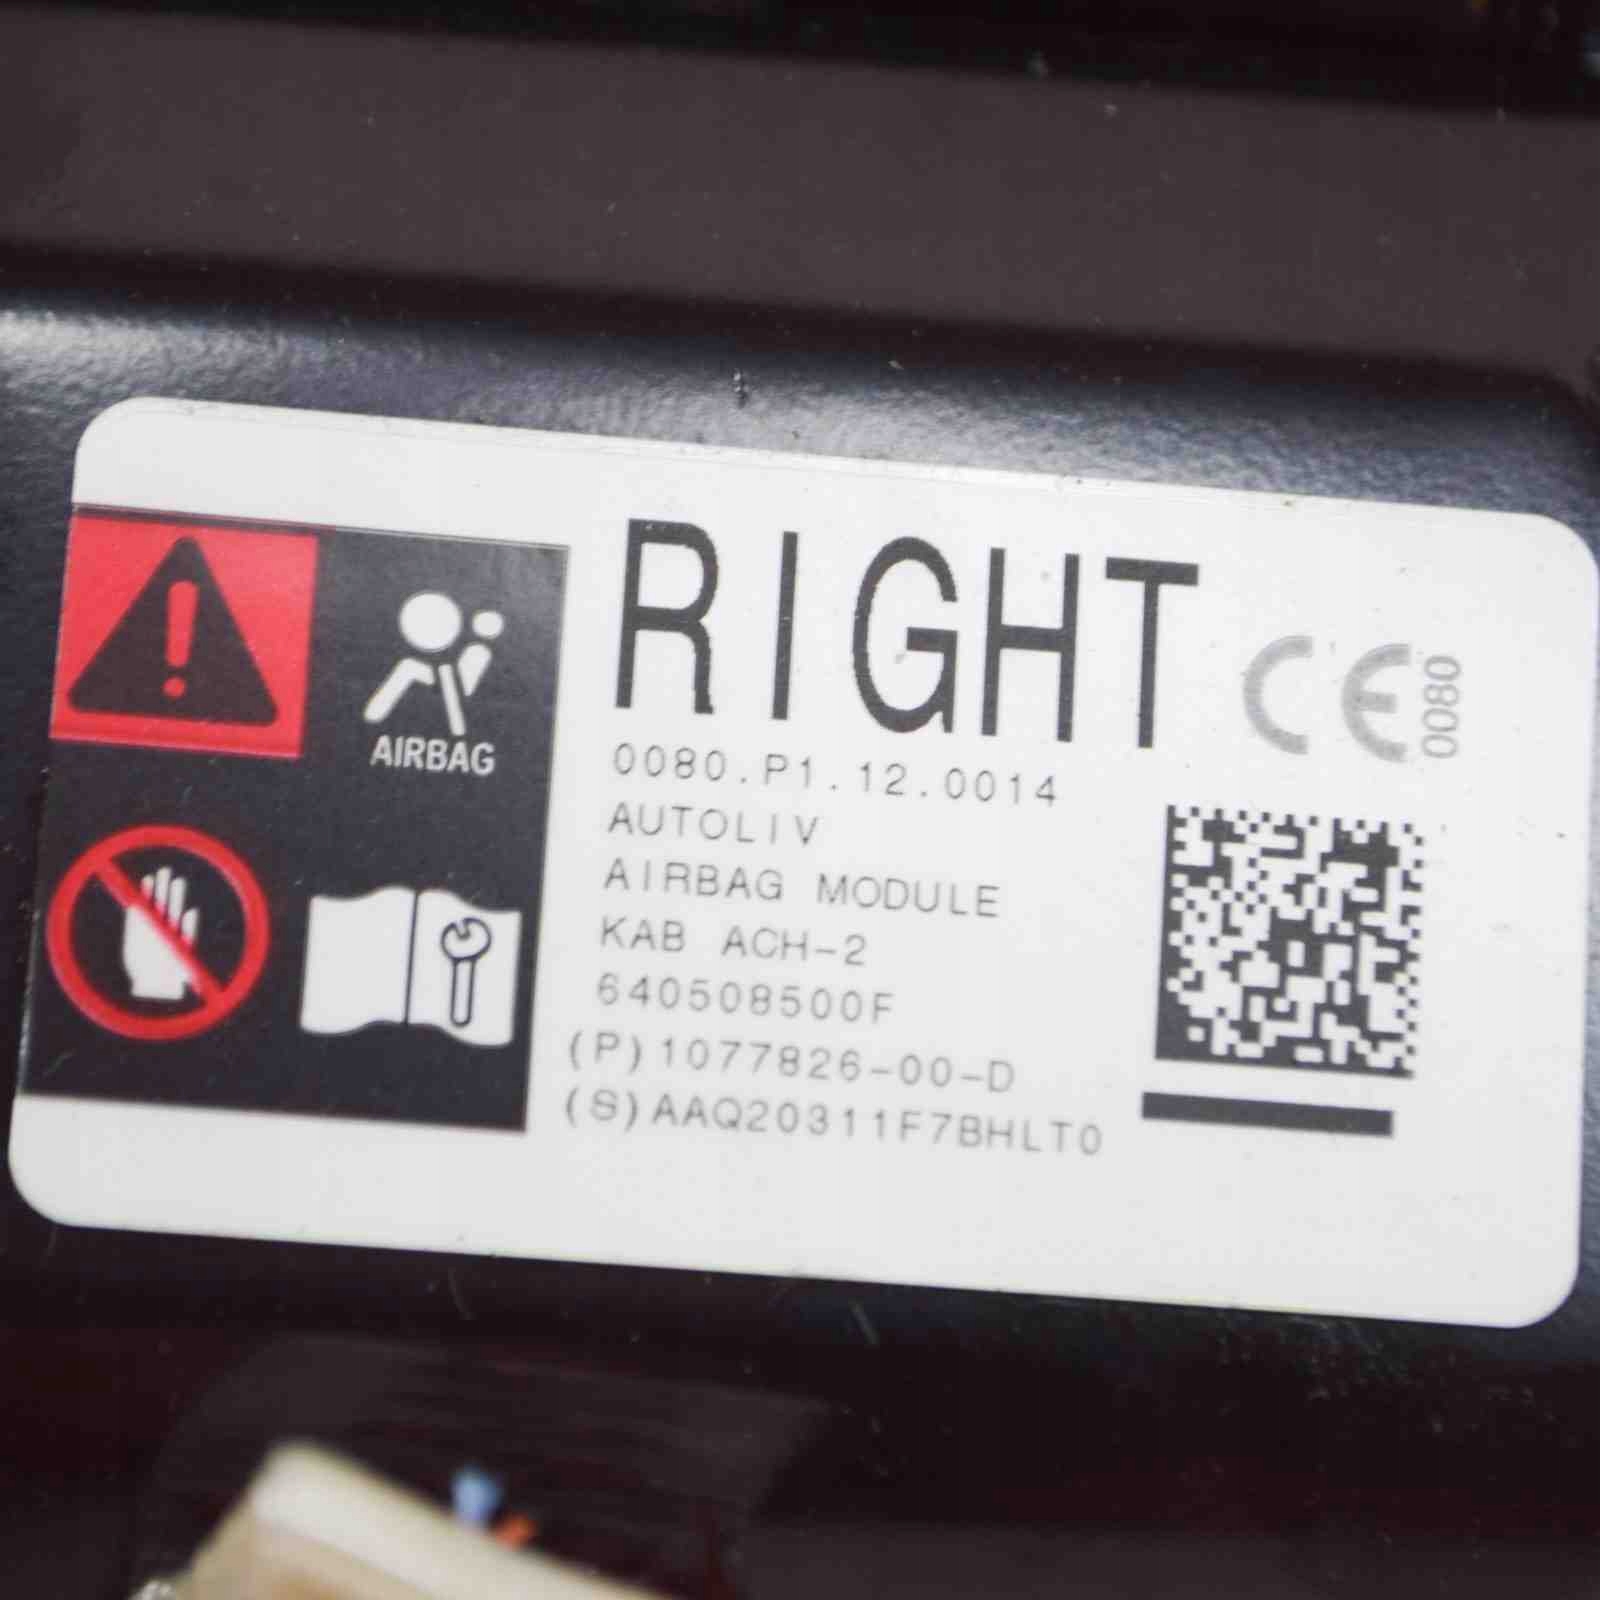 RIGHT
CE 0080
AIRBAG
0080.P1.12.0014
AUTOLIV
AIRBAG MODULE
KAB ACH-2
640508500F
(P)1077826-00-D
(S)AAQ20311F7BHLT0